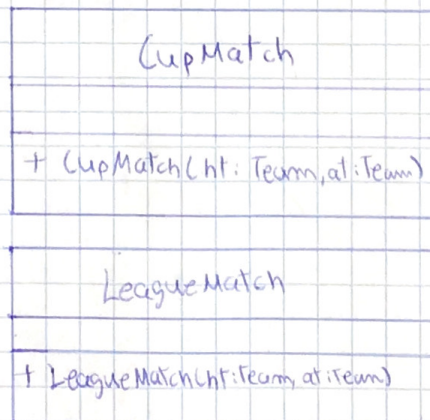 CupMatch
+ CupMatch(ht: Team, at: Team)
LeagueMatch
+ LeagueMatch(ht: Team, at: Team)